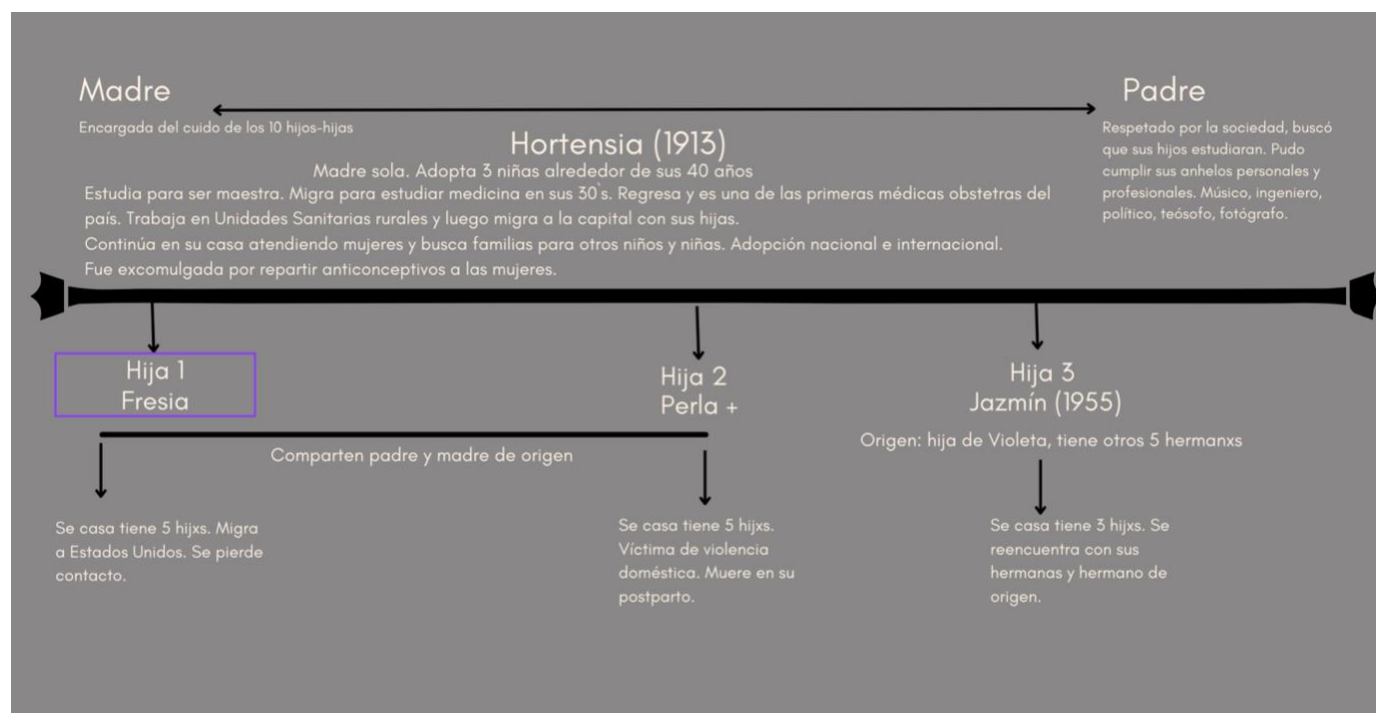 Madre
Encargada del cuido de los 10 hijos-hijas
Padre
Respetado por la sociedad, buscó
que sus hijos estudiaran. Pudo
cumplir sus anhelos personales y
profesionales. Músico, ingeniero,
político, teósofo, fotógrafo.
Hortensia (1913)
Madre sola. Adopta 3 niñas alrededor de sus 40 años
Estudia para ser maestra. Migra para estudiar medicina en sus 30`s. Regresa y es una de las primeras médicas obstetras del
país. Trabaja en Unidades Sanitarias rurales y luego migra a la capital con sus hijas.
Continúa en su casa atendiendo mujeres y busca familias para otros niños y niñas. Adopción nacional e internacional.
Fue excomulgada por repartir anticonceptivos a las mujeres.
Hija 1
Fresia
Hija 2
Perla +
Hija 3
Jazmín (1955)
Origen: hija de Violeta, tiene otros 5 hermanxs
Comparten padre y madre de origen
Se casa tiene 5 hijxs. Migra
a Estados Unidos. Se pierde
contacto.
Se casa tiene 5 hijxs.
Víctima de violencia
doméstica. Muere en su
postparto.
Se casa tiene 3 hijxs. Se
reencuentra con sus
hermanas y hermano de
origen.